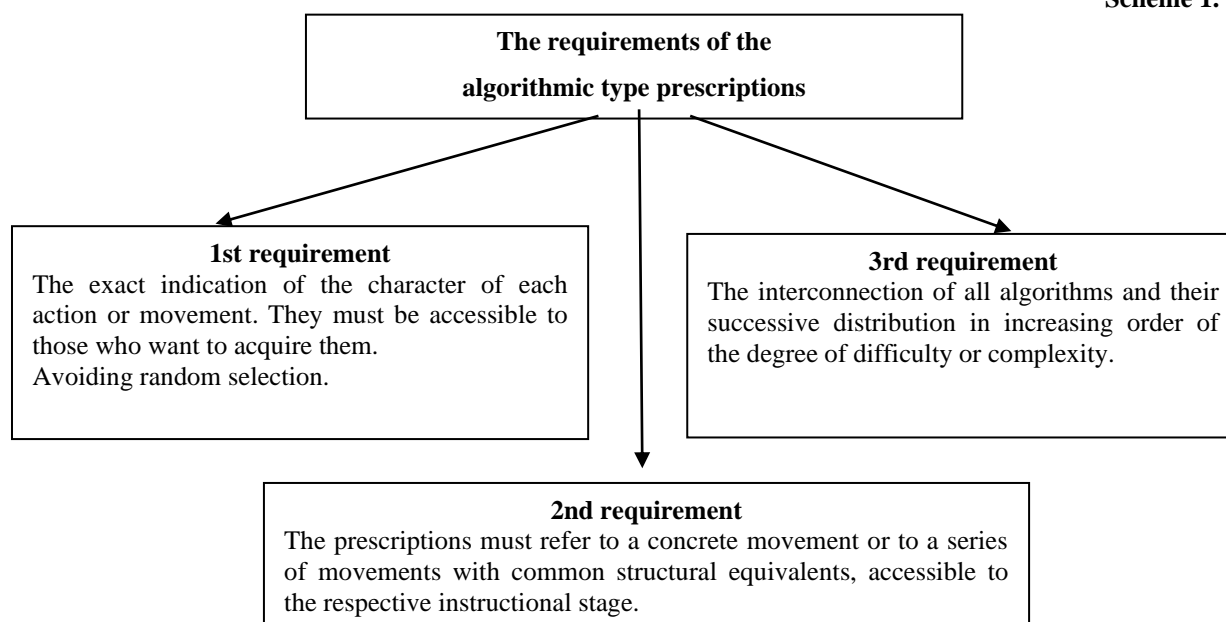 Scheme 1.
The requirements of the
algorithmic type prescriptions
1st requirement
The exact indication of the character of each
action or movement. They must be accessible to
those who want to acquire them.
Avoiding random selection.
3rd requirement
The interconnection of all algorithms and their
successive distribution in increasing order of
the degree of difficulty or complexity.
2nd requirement
The prescriptions must refer to a concrete movement or to a series
of movements with common structural equivalents, accessible to
the respective instructional stage.